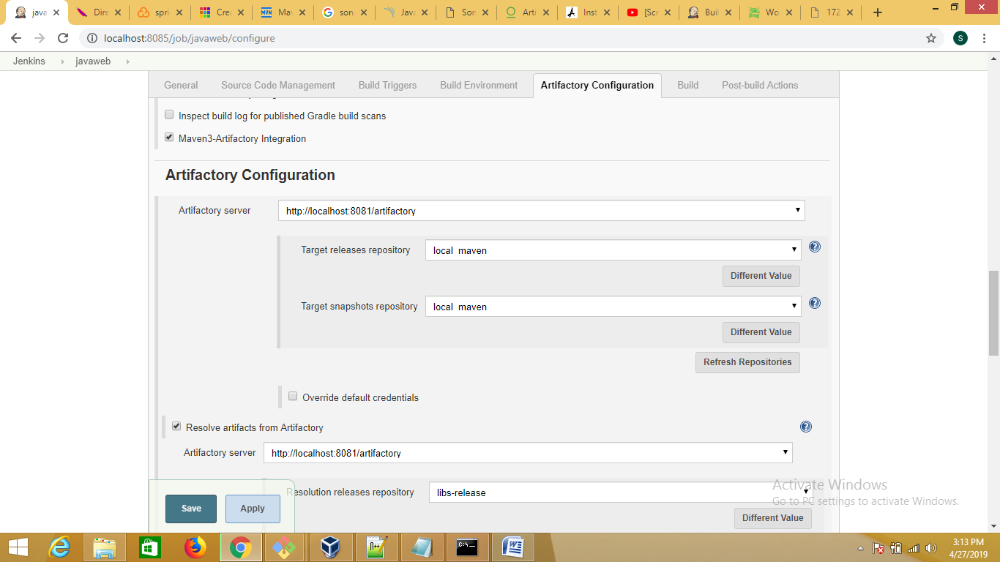 java Dire spri Cre MVN Mav G son Java Son Arti Inst [Scr Buil Wo 172
localhost:8085/job/javaweb/configure S
Jenkins javaweb
General Source Code Management Build Triggers Build Environment Artifactory Configuration Build Post-build Actions
Inspect build log for published Gradle build scans
Maven3-Artifactory Integration
Artifactory Configuration
Artifactory server http://localhost:8081/artifactory
Target releases repository local maven
Different Value
Target snapshots repository local maven
Different Value
Refresh Repositories
Override default credentials
Resolve artifacts from Artifactory
Artifactory server http://localhost:8081/artifactory
Resolution releases repository libs-release
Different Value
Save Apply
Activate Windows
Go to PC settings to activate Windows.
3:13 PM
4/27/2019